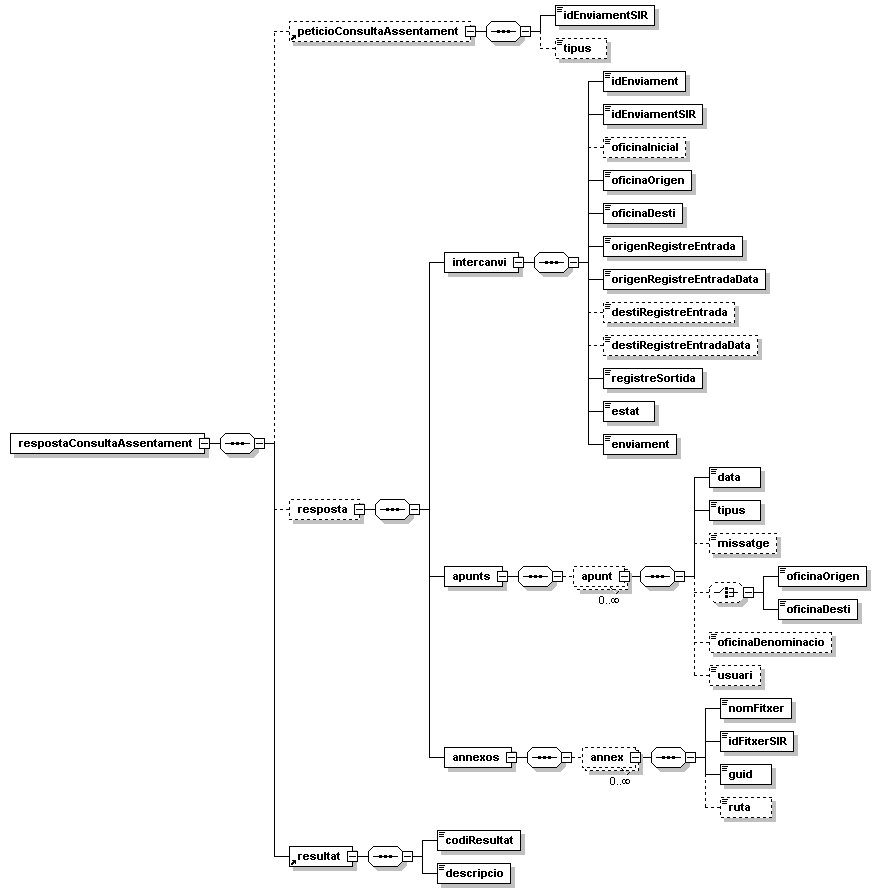 peticioConsultaAssentament
idEnviamentSIR
tipus
idEnviament
idEnviamentSIR
oficinaInicial
oficinaOrigen
oficinaDesti
intercanvi
origenRegistreEntrada
origenRegistreEntradaData
destiRegistreEntrada
destiRegistreEntradaData
registreSortida
estat
enviament
respostaConsultaAssentament
resposta
data
tipus
missatge
apunts
apunt
0..∞
oficinaOrigen
oficinaDesti
oficinaDenominacio
usuari
nomFitxer
idFitxerSIR
annexos
annex
0..∞
guid
ruta
resultat
codiResultat
descripcio